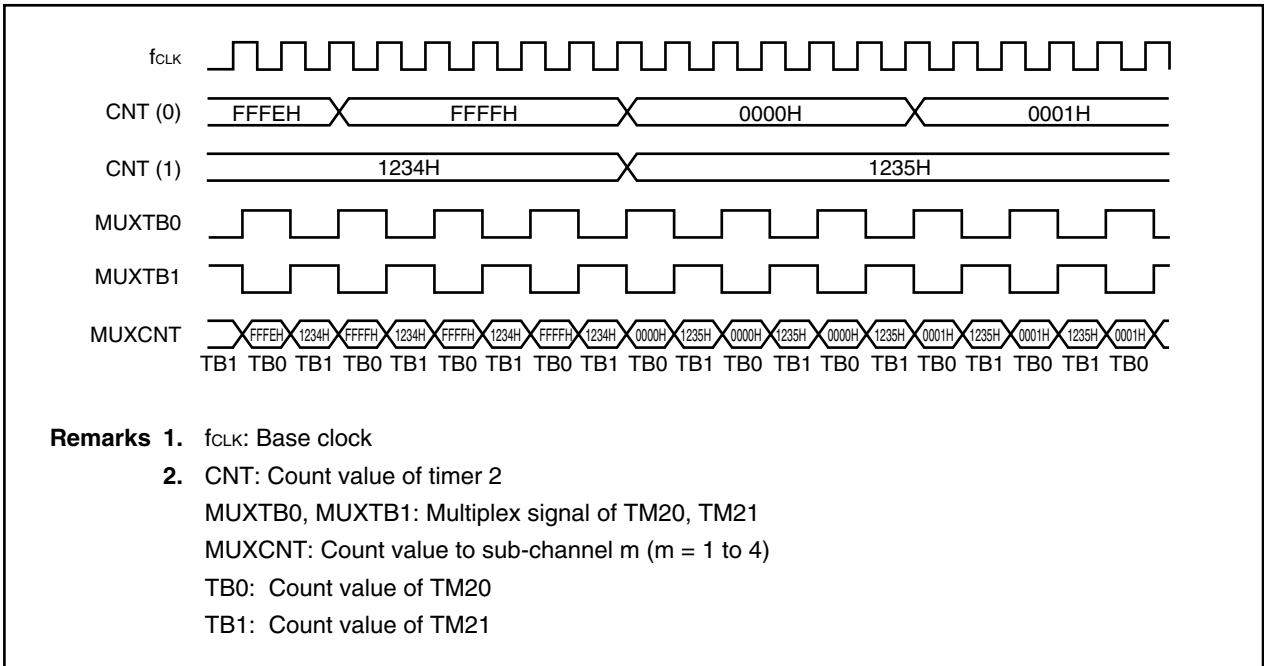 fCLK
CNT (0) FFFEH FFFFH 0000H 0001H
CNT (1) 1234H 1235H
MUXTB0
MUXTB1
MUXCNT FFFEH 1234H FFFFH 1234H FFFFH 1234H FFFFH 1234H 0000H 1235H 0000H 1235H 0000H 1235H 0001H 1235H 0001H 1235H 0001H
TB1 TB0 TB1 TB0 TB1 TB0 TB1 TB0 TB1 TB0 TB1 TB0 TB1 TB0 TB1 TB0 TB1 TB0 TB1 TB0
Remarks 1. fCLK: Base clock
2. CNT: Count value of timer 2
MUXTB0, MUXTB1: Multiplex signal of TM20, TM21
MUXCNT: Count value to sub-channel m (m = 1 to 4)
TB0: Count value of TM20
TB1: Count value of TM21